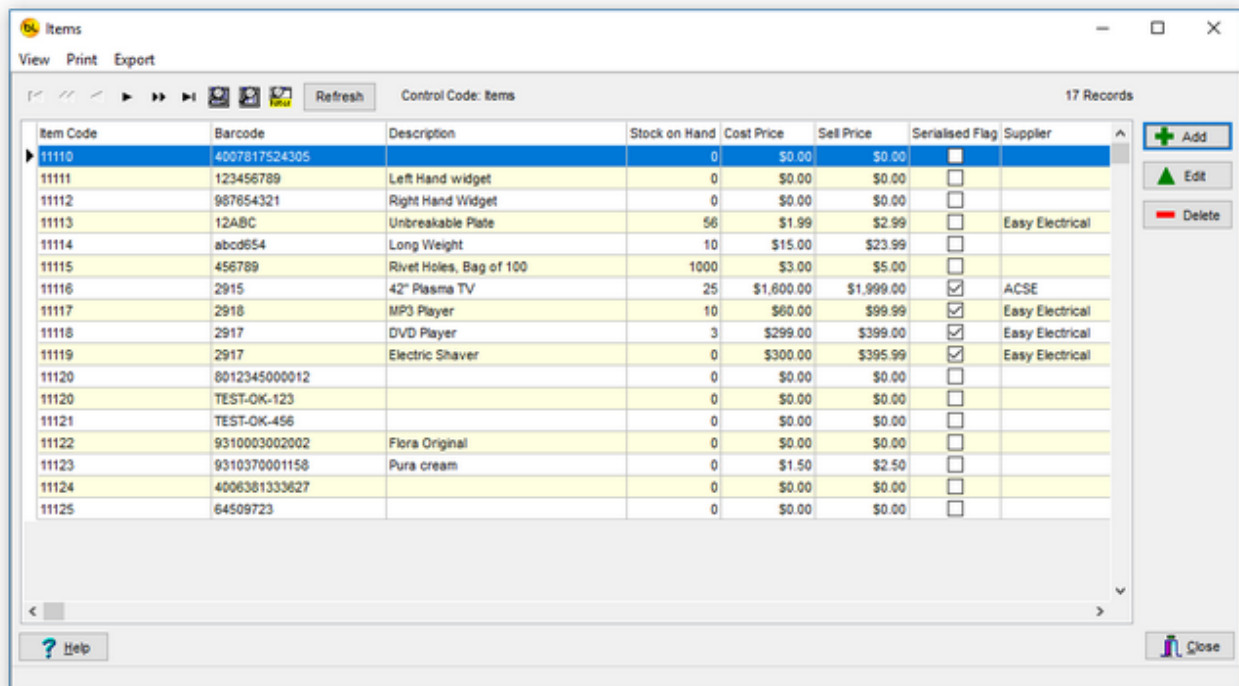 Items
View Print Export
Refresh Control Code: Items 17 Records
Item Code Barcode Description Stock on Hand Cost Price Sell Price Serialised Flag Supplier
11110 4007817524305 0 $0.00 $0.00
11111 123456789 Left Hand widget 0 $0.00 $0.00
11112 987654321 Right Hand Widget 0 $0.00 $0.00
11113 12ABC Unbreakable Plate 56 $1.99 $2.99 Easy Electrical
11114 abcd654 Long Weight 10 $15.00 $23.99
11115 456789 Rivet Holes, Bag of 100 1000 $3.00 $5.00
11116 2915 42" Plasma TV 25 $1,600.00 $1,999.00 ACSE
11117 2918 MP3 Player 10 $60.00 $99.99 Easy Electrical
11118 2917 DVD Player 3 $299.00 $399.00 Easy Electrical
11119 2917 Electric Shaver 0 $300.00 $395.99 Easy Electrical
11120 8012345000012 0 $0.00 $0.00
11120 TEST-OK-123 0 $0.00 $0.00
11121 TEST-OK-456 0 $0.00 $0.00
11122 9310003002002 Flora Original 0 $0.00 $0.00
11123 9310370001158 Pura cream 0 $1.50 $2.50
11124 4006381333627 0 $0.00 $0.00
11125 64509723 0 $0.00 $0.00
Add
Edit
Delete
Help
Close